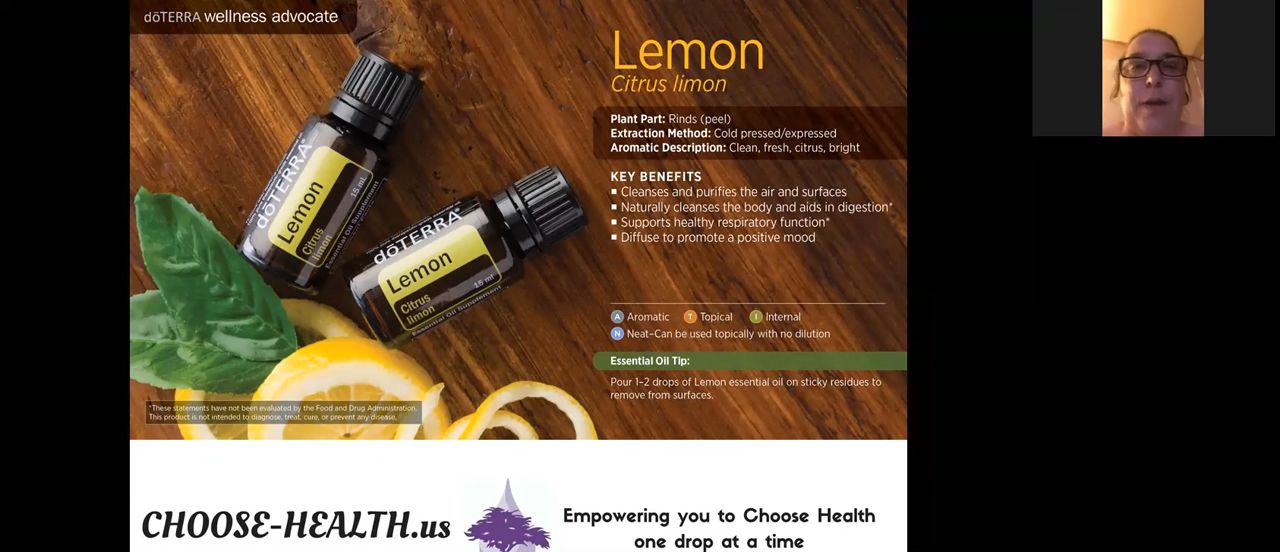 dōTERRA wellness advocate
Lemon
Citrus limon
Plant Part: Rinds (peel)
Extraction Method: Cold pressed/expressed
Aromatic Description: Clean, fresh, citrus, bright
KEY BENEFITS
▪ Cleanses and purifies the air and surfaces
▪ Naturally cleanses the body and aids in digestion*
▪ Supports healthy respiratory function*
▪ Diffuse to promote a positive mood
A Aromatic T Topical I Internal
N Neat–Can be used topically with no dilution
Essential Oil Tip:
Pour 1–2 drops of Lemon essential oil on sticky residues to
remove from surfaces.
dōTERRA
Lemon
Citrus
limon
15 mL
Essential Oil Supplement
dōTERRA
Lemon
Citrus
limon
15 mL
Essential Oil Supplement
*These statements have not been evaluated by the Food and Drug Administration.
This product is not intended to diagnose, treat, cure, or prevent any disease.
CHOOSE-HEALTH.us
Empowering you to Choose Health
one drop at a time